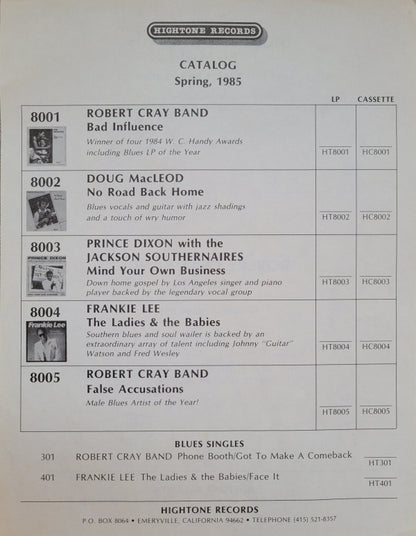 HIGHTONE RECORDS
CATALOG
Spring, 1985
LP CASSETTE
8001 ROBERT CRAY BAND
Bad Influence
Winner of four 1984 W. C. Handy Awards
including Blues LP of the Year
HT8001 HC8001
8002 DOUG MacLEOD
No Road Back Home
Blues vocals and guitar with jazz shadings
and a touch of wry humor
HT8002 HC8002
8003 PRINCE DIXON with the
JACKSON SOUTHERNAIRES
Mind Your Own Business
Down home gospel by Los Angeles singer and piano
player backed by the legendary vocal group
HT8003 HC8003
PRINCE DIXON
8004 FRANKIE LEE
The Ladies & the Babies
Southern blues and soul wailer is backed by an
extraordinary array of talent including Johnny "Guitar"
Watson and Fred Wesley
HT8004 HC8004
Frankie Lee
8005 ROBERT CRAY BAND
False Accusations
Male Blues Artist of the Year!
HT8005 HC8005
BLUES SINGLES
301 ROBERT CRAY BAND Phone Booth/Got To Make A Comeback
HT301
401 FRANKIE LEE The Ladies & the Babies/Face It
HT401
HIGHTONE RECORDS
P.O. BOX 8064 • EMERYVILLE, CALIFORNIA 94662 • TELEPHONE (415) 521-8357